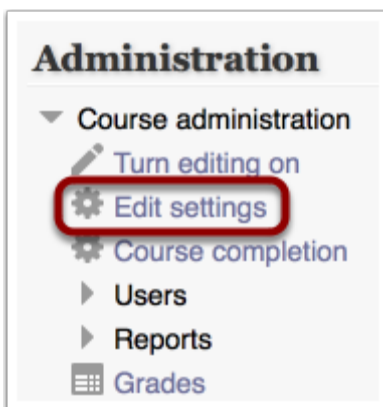 Administration
Course administration
Turn editing on
Edit settings
Course completion
Users
Reports
Grades